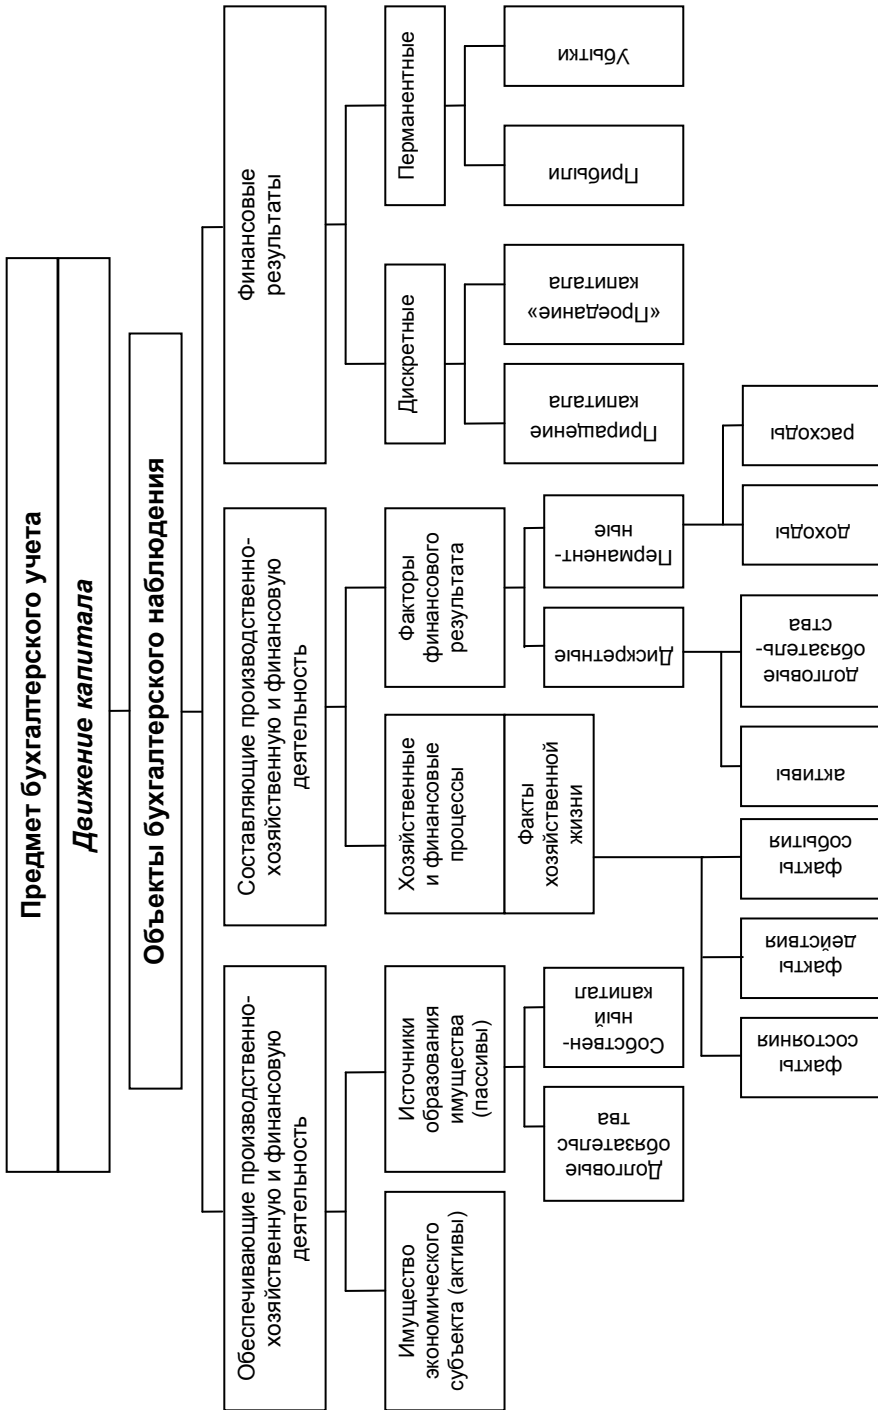 Предмет бухгалтерского учета
Движение капитала
Объекты бухгалтерского наблюдения
Обеспечивающие производственно-
хозяйственную и финансовую
деятельность
Составляющие производственно-
хозяйственную и финансовую
деятельность
Финансовые
результаты
Имущество
экономического
субъекта (активы)
Источники
образования
имущества
(пассивы)
Хозяйственные
и финансовые
процессы
Факторы
финансового
результата
Дискретные
Перманентные
Факты
хозяйственной
жизни
Приращение
капитала
«Проедание»
капитала
Прибыли
Убытки
Долговые
обязательс
тва
Собствен-
ный
капитал
Дискретные
Перманент-
ные
факты
состояния
факты
действия
факты
события
активы
долговые
обязатель-
ства
доходы
расходы